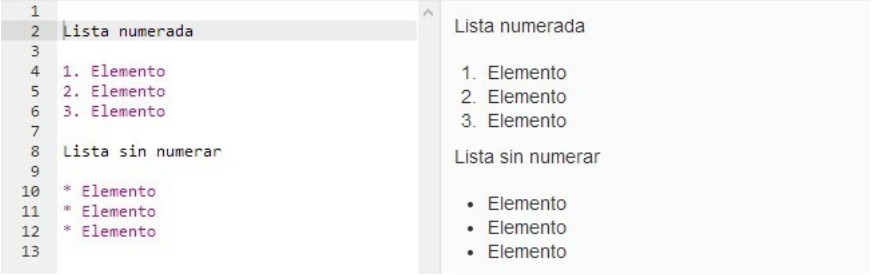 1
2 Lista numerada
3
4 1. Elemento
5 2. Elemento
6 3. Elemento
7
8 Lista sin numerar
9
10 * Elemento
11 * Elemento
12 * Elemento
13
Lista numerada
1. Elemento
2. Elemento
3. Elemento
Lista sin numerar
• Elemento
• Elemento
• Elemento